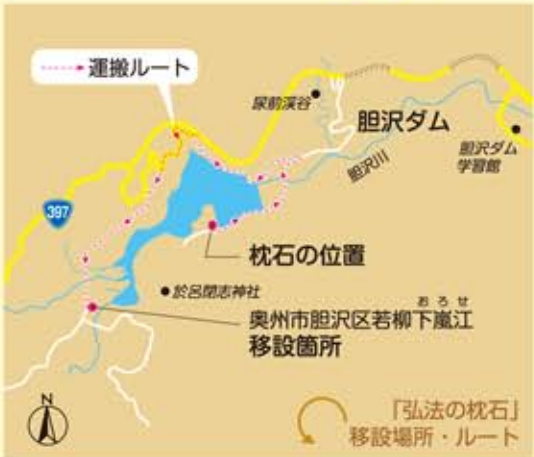 運搬ルート
尿前渓谷
胆沢ダム
胆沢ダム
学習館
胆沢川
397
枕石の位置
於呂閉志神社
おろせ
奥州市胆沢区若柳下嵐江
移設箇所
N
「弘法の枕石」
移設場所・ルート